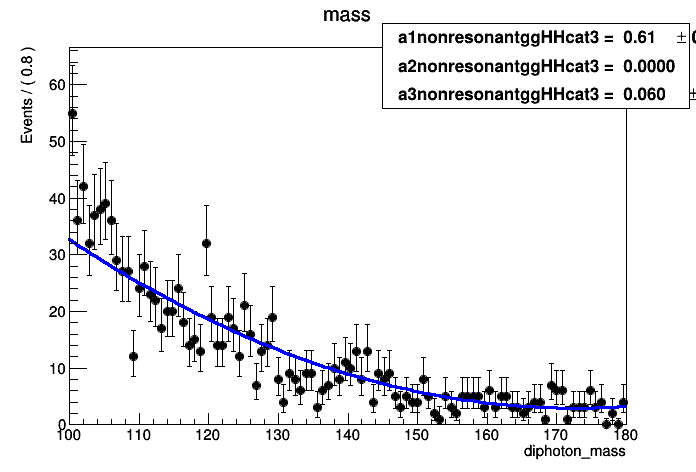 mass
a1nonresonantggHHcat3 = 0.61 ± 0
a2nonresonantggHHcat3 = 0.0000
a3nonresonantggHHcat3 = 0.060 ±
Events / ( 0.8 )
60
50
40
30
20
10
0
100 110 120 130 140 150 160 170 180
diphoton_mass